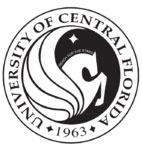 UNIVERSITY OF CENTRAL FLORIDA
1963